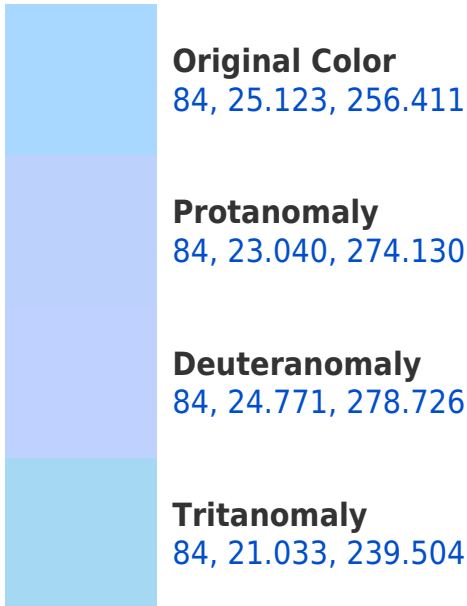 Original Color
84, 25.123, 256.411
Protanomaly
84, 23.040, 274.130
Deuteranomaly
84, 24.771, 278.726
Tritanomaly
84, 21.033, 239.504